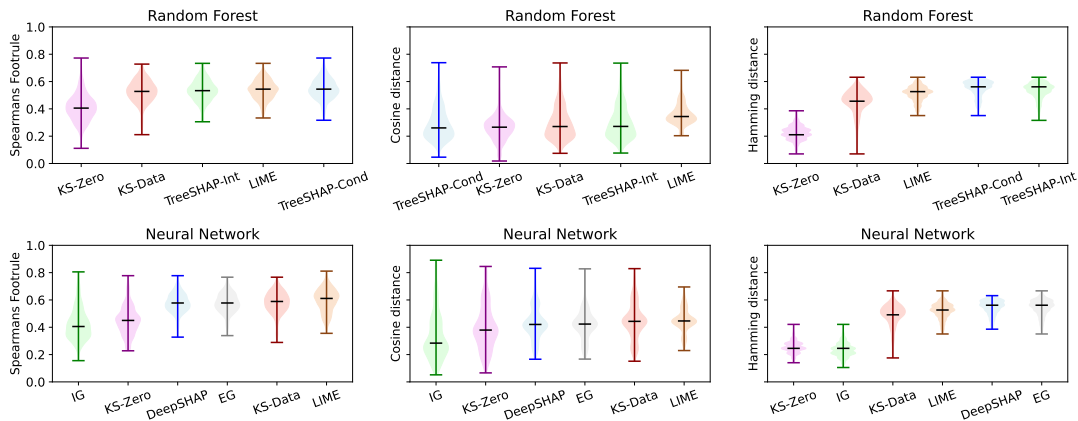 Random Forest
Spearmans Footrule
1.0
0.8
0.6
0.4
0.2
0.0
KS-Zero
KS-Data
TreeSHAP-Int
LIME
TreeSHAP-Cond
Random Forest
Cosine distance
TreeSHAP-Cond
KS-Zero
KS-Data
TreeSHAP-Int
LIME
Random Forest
Hamming distance
KS-Zero
KS-Data
LIME
TreeSHAP-Cond
TreeSHAP-Int
Neural Network
Spearmans Footrule
1.0
0.8
0.6
0.4
0.2
0.0
IG
KS-Zero
DeepSHAP
EG
KS-Data
LIME
Neural Network
Cosine distance
IG
KS-Zero
DeepSHAP
EG
KS-Data
LIME
Neural Network
Hamming distance
KS-Zero
IG
KS-Data
LIME
DeepSHAP
EG